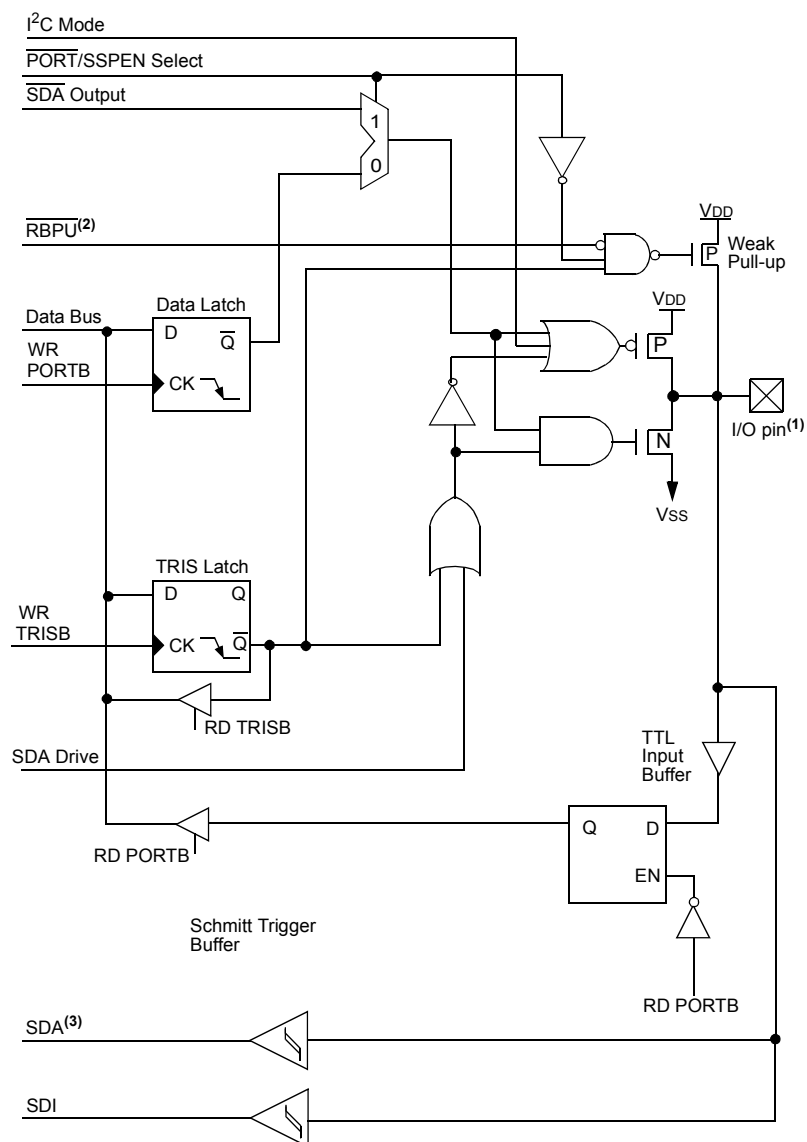 I²C Mode
PORT/SSPEN Select
SDA Output
1
0
RBPU(2)
VDD
P
Weak
Pull-up
Data Bus
Data Latch
D
Q
WR
PORTB
CK
VDD
P
I/O pin(1)
N
VSS
TRIS Latch
D
Q
WR
TRISB
CK
Q
RD TRISB
SDA Drive
TTL
Input
Buffer
Q
D
EN
RD PORTB
Schmitt Trigger
Buffer
RD PORTB
SDA(3)
SDI